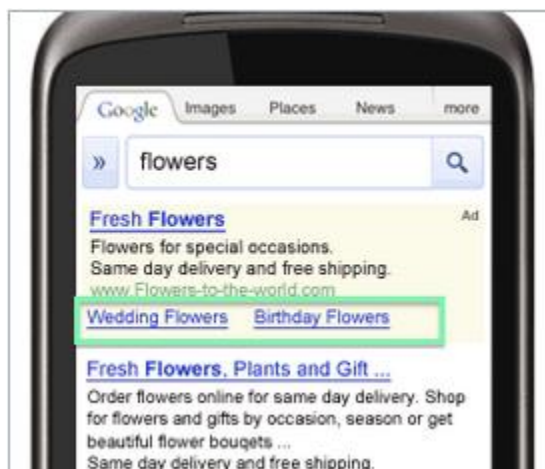 Google Images Places News more
» flowers
Fresh Flowers Ad
Flowers for special occasions.
Same day delivery and free shipping.
www.Flowers-to-the-world.com
Wedding Flowers Birthday Flowers
Fresh Flowers, Plants and Gift ...
Order flowers online for same day delivery. Shop
for flowers and gifts by occasion, season or get
beautiful flower bouqets ...
Same day delivery and free shipping.